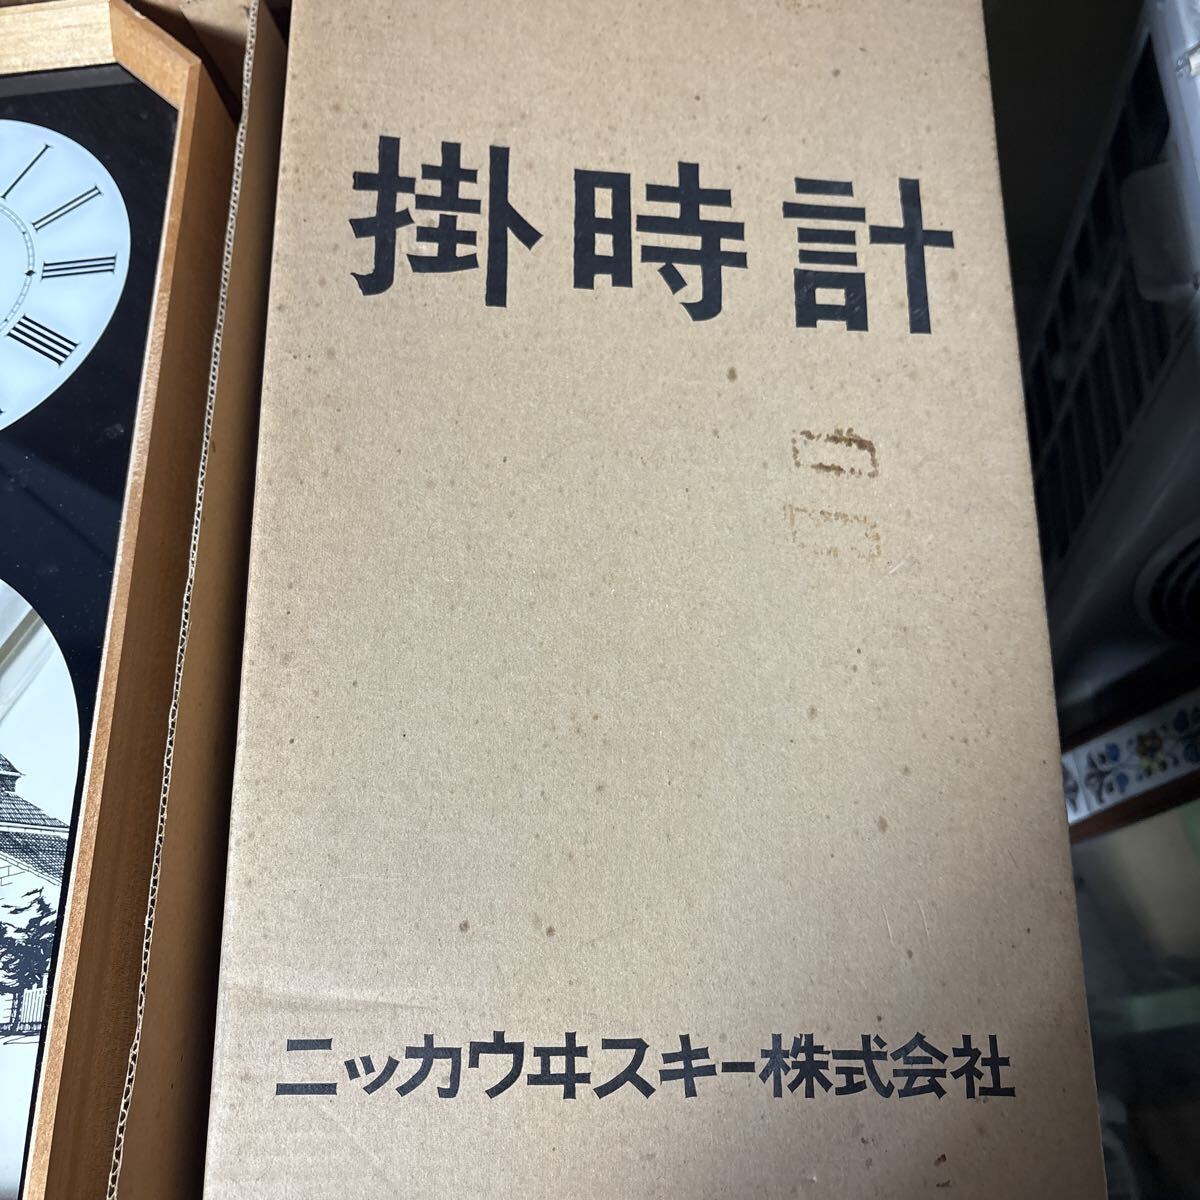 掛時計
ニッカウヰスキー株式会社